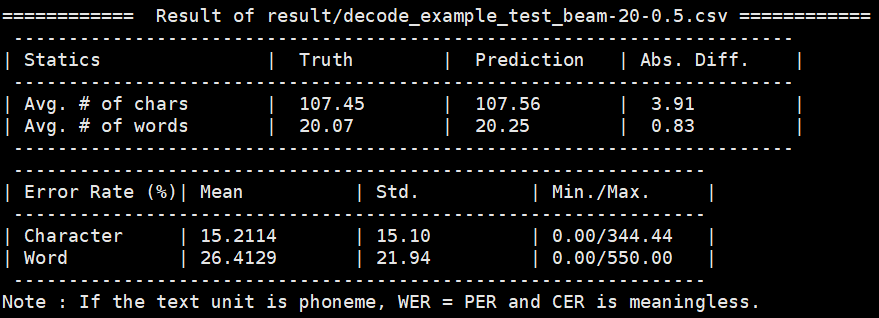 ============ Result of result/decode_example_test_beam-20-0.5.csv ============
-----------------------------------------------------------------------
| Statics | Truth | Prediction | Abs. Diff. |
-----------------------------------------------------------------------
| Avg. # of chars | 107.45 | 107.56 | 3.91 |
| Avg. # of words | 20.07 | 20.25 | 0.83 |
-----------------------------------------------------------------------
---------------------------------------------------------------
| Error Rate (%)| Mean | Std. | Min./Max. |
---------------------------------------------------------------
| Character | 15.2114 | 15.10 | 0.00/344.44 |
| Word | 26.4129 | 21.94 | 0.00/550.00 |
---------------------------------------------------------------
Note : If the text unit is phoneme, WER = PER and CER is meaningless.